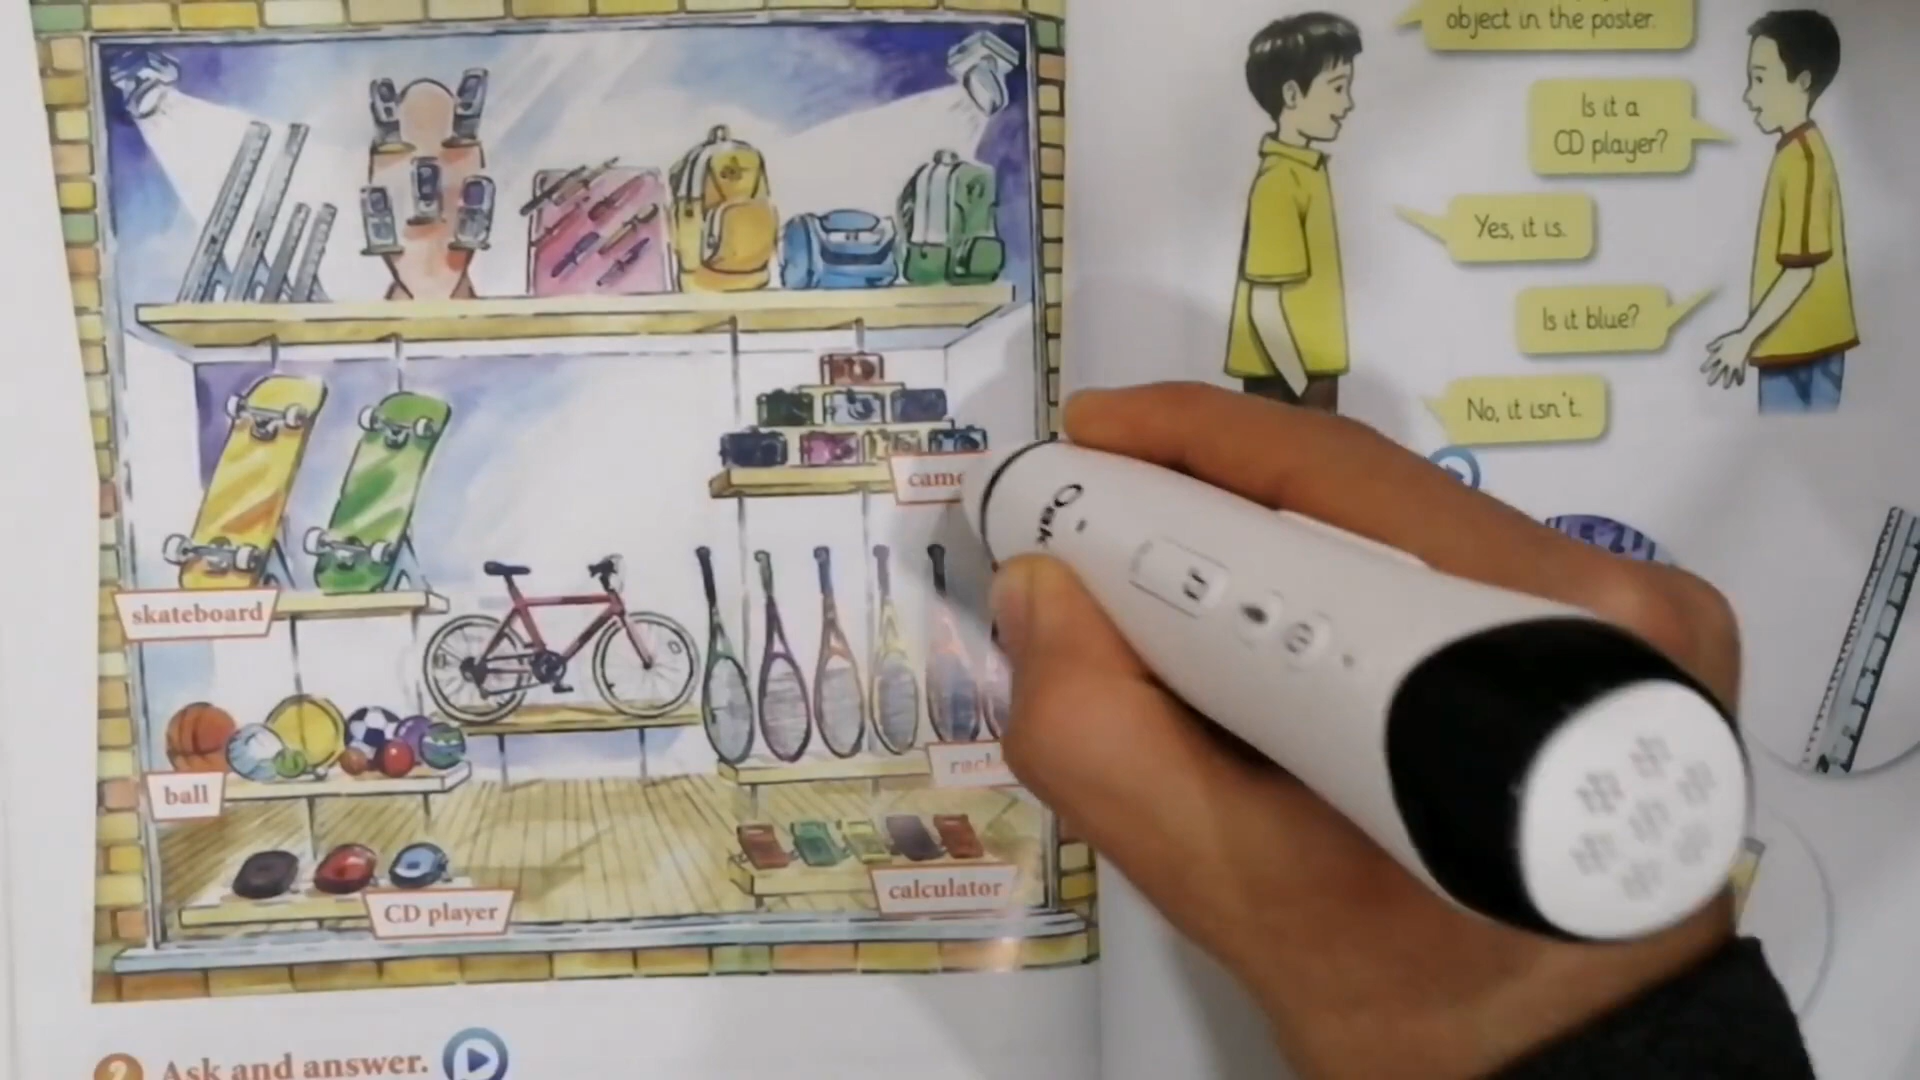 object in the poster.
Is it a
CD player?
Yes, it is.
Is it blue?
No, it isn't.
skateboard
ball
CD player
calculator
2 Ask and answer.